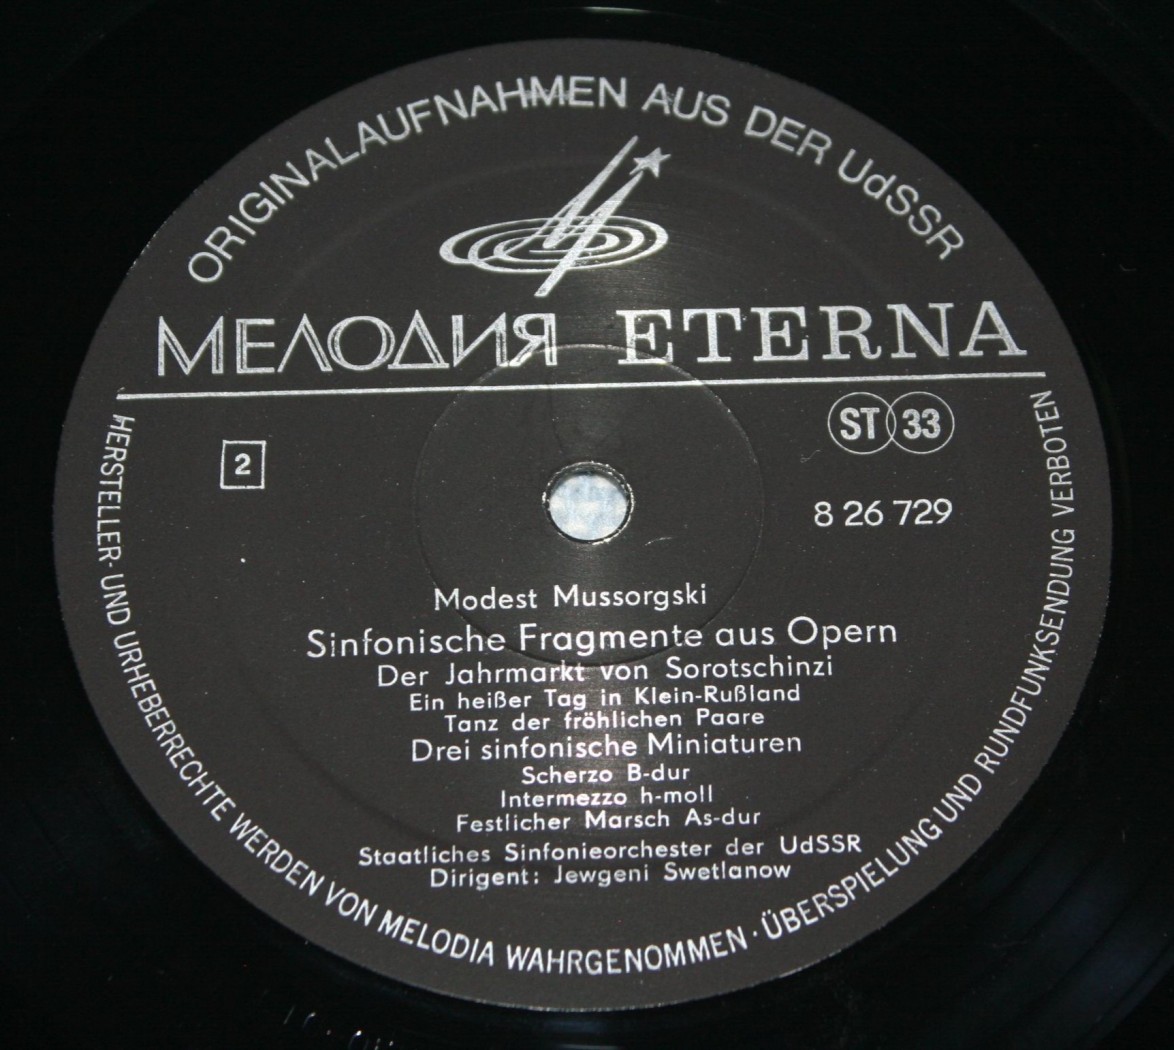 ORIGINALAUFNAHMEN AUS DER UdSSR
МЕЛОДИЯ ETERNA
ST 33
2
8 26 729
Modest Mussorgski
Sinfonische Fragmente aus Opern
Der Jahrmarkt von Sorotschinzi
Ein heißer Tag in Klein-Rußland
Tanz der fröhlichen Paare
Drei sinfonische Miniaturen
Scherzo B-dur
Intermezzo h-moll
Festlicher Marsch As-dur
Staatliches Sinfonieorchester der UdSSR
Dirigent: Jewgeni Swetlanow
HERSTELLER- UND URHEBERRECHTE WERDEN VON MELODIA WAHRGENOMMEN · ÜBERSPIELUNG UND RUNDFUNKSENDUNG VERBOTEN